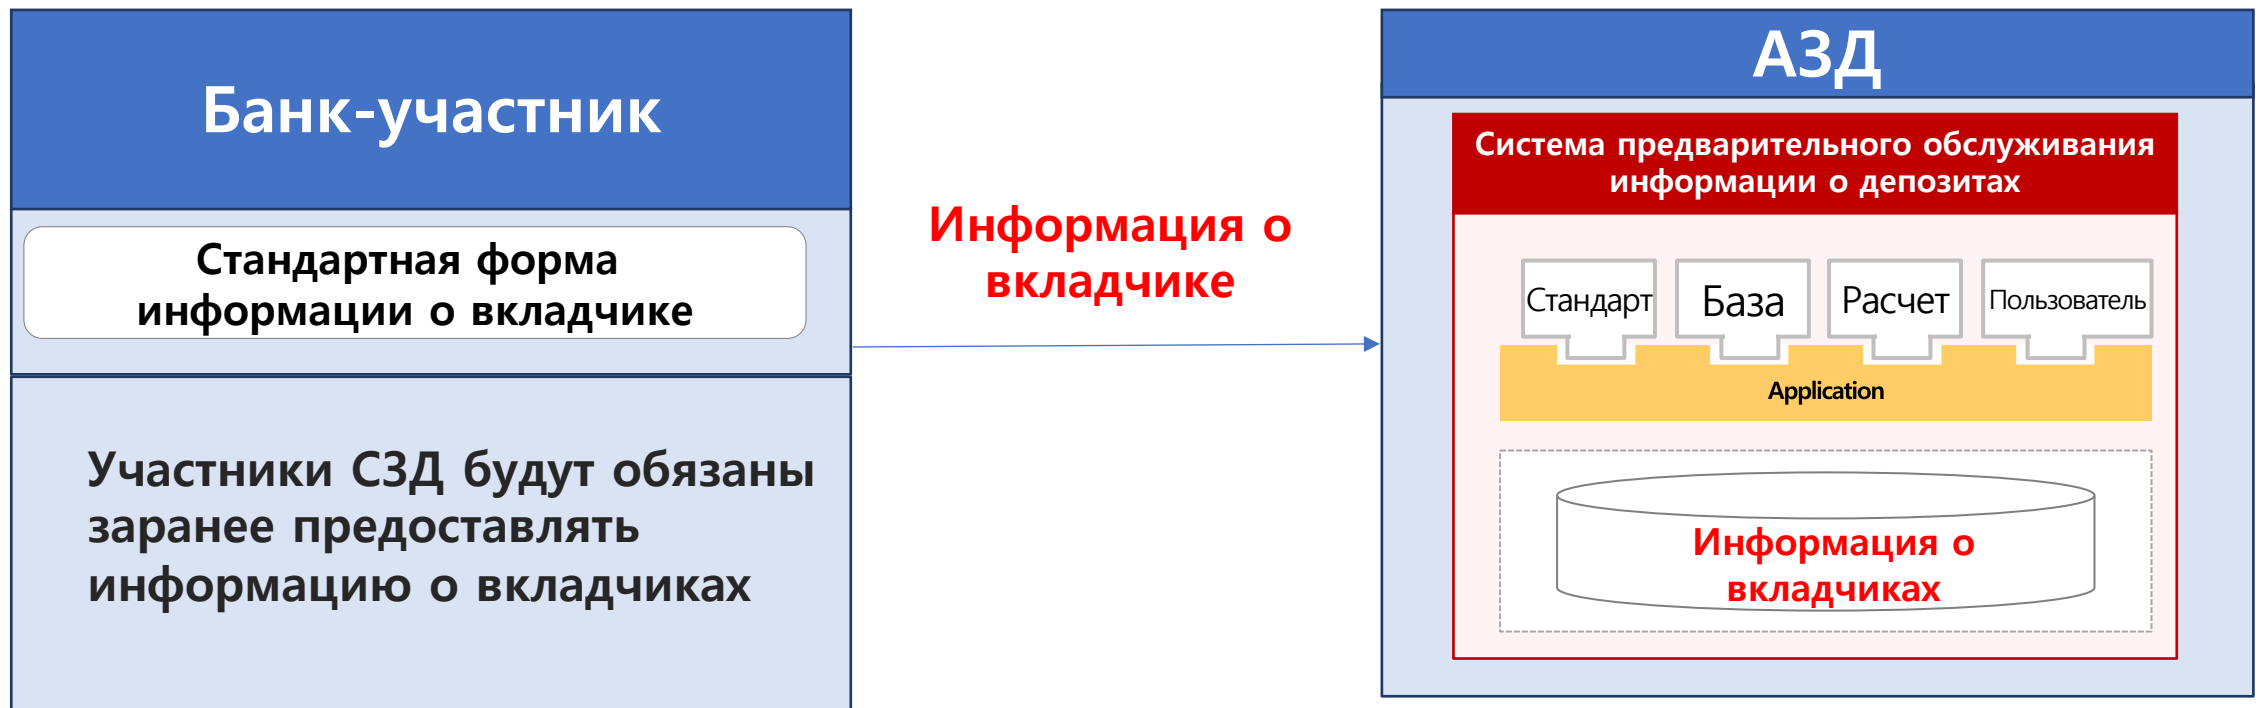 Банк-участник
Стандартная форма
информации о вкладчике
Участники СЗД будут обязаны
заранее предоставлять
информацию о вкладчиках
Информация о
вкладчике
АЗД
Система предварительного обслуживания
информации о депозитах
Стандарт
База
Расчет
Пользователь
Application
Информация о
вкладчиках